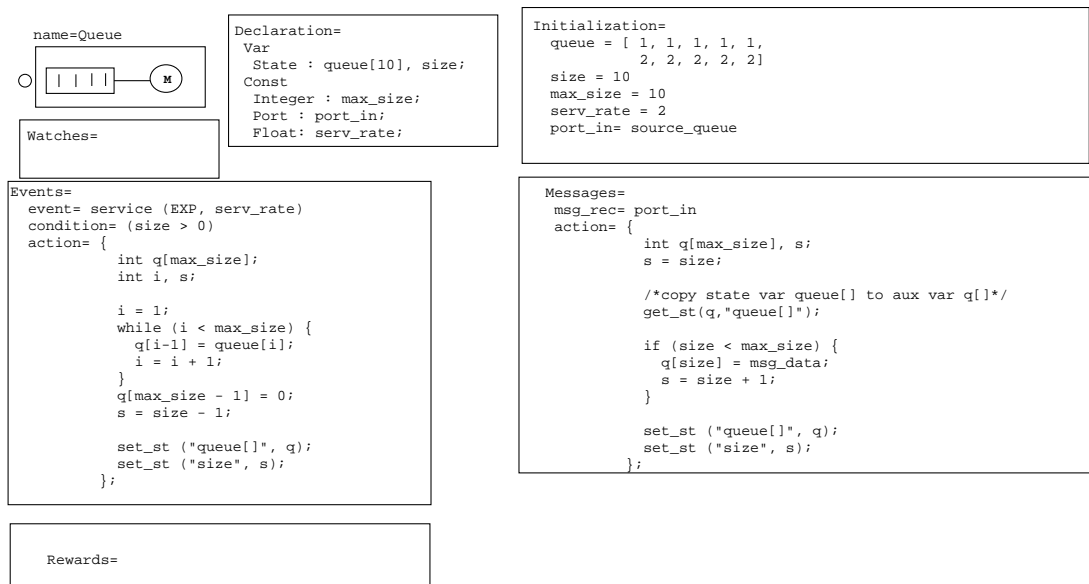 name=Queue
M
Watches=
Declaration=
Var
State : queue[10], size;
Const
Integer : max_size;
Port : port_in;
Float: serv_rate;
Initialization=
queue = [ 1, 1, 1, 1, 1,
2, 2, 2, 2, 2]
size = 10
max_size = 10
serv_rate = 2
port_in= source_queue
Events=
event= service (EXP, serv_rate)
condition= (size > 0)
action= {
int q[max_size];
int i, s;
i = 1;
while (i < max_size) {
q[i-1] = queue[i];
i = i + 1;
}
q[max_size - 1] = 0;
s = size - 1;
set_st ("queue[]", q);
set_st ("size", s);
};
Messages=
msg_rec= port_in
action= {
int q[max_size], s;
s = size;
/*copy state var queue[] to aux var q[]*/
get_st(q,"queue[]");
if (size < max_size) {
q[size] = msg_data;
s = size + 1;
}
set_st ("queue[]", q);
set_st ("size", s);
};
Rewards=